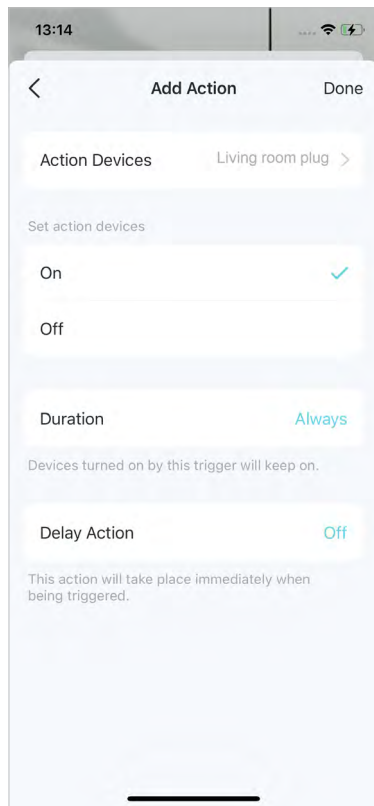 13:14
Add Action
Done
Action Devices
Living room plug
Set action devices
On
Off
Duration
Always
Devices turned on by this trigger will keep on.
Delay Action
Off
This action will take place immediately when
being triggered.